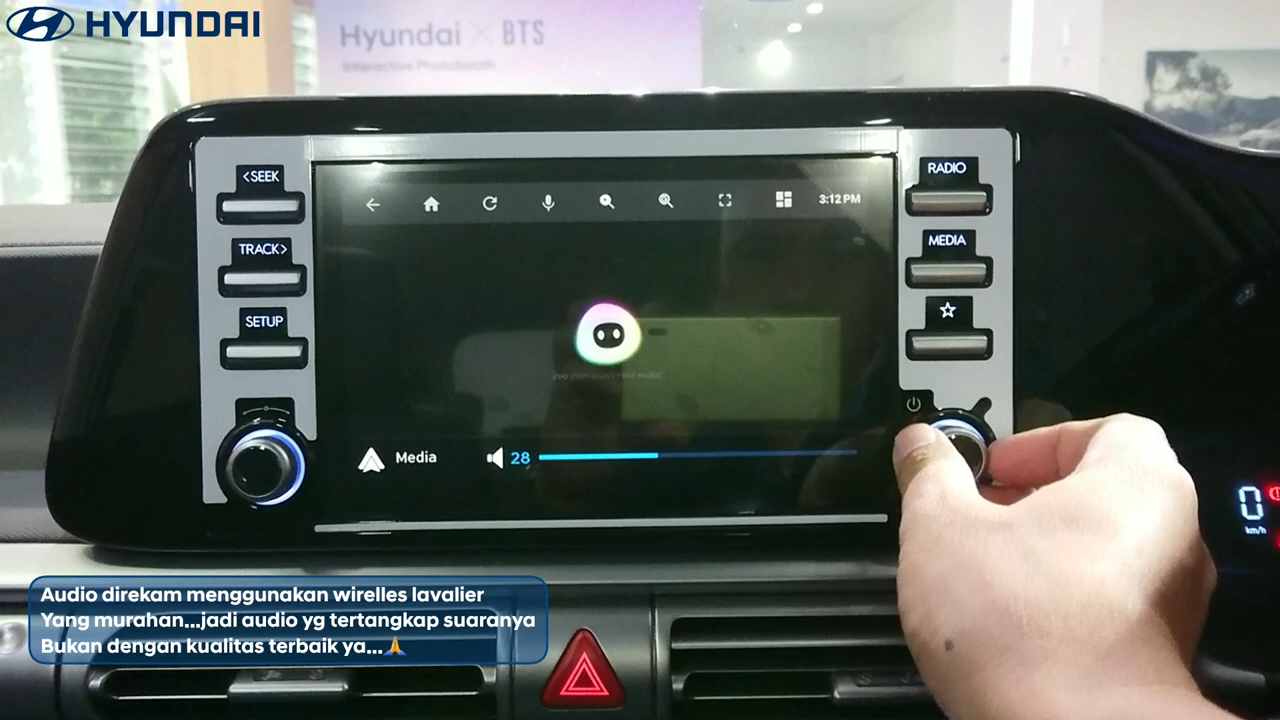 HYUNDAI
Hyundai × BTS
Interactive Photobooth
<SEEK
TRACK>
SETUP
3:12 PM
Media
28
RADIO
MEDIA
0
km/h
Audio direkam menggunakan wirelles lavalier
Yang murahan...jadi audio yg tertangkap suaranya
Bukan dengan kualitas terbaik ya...🙏